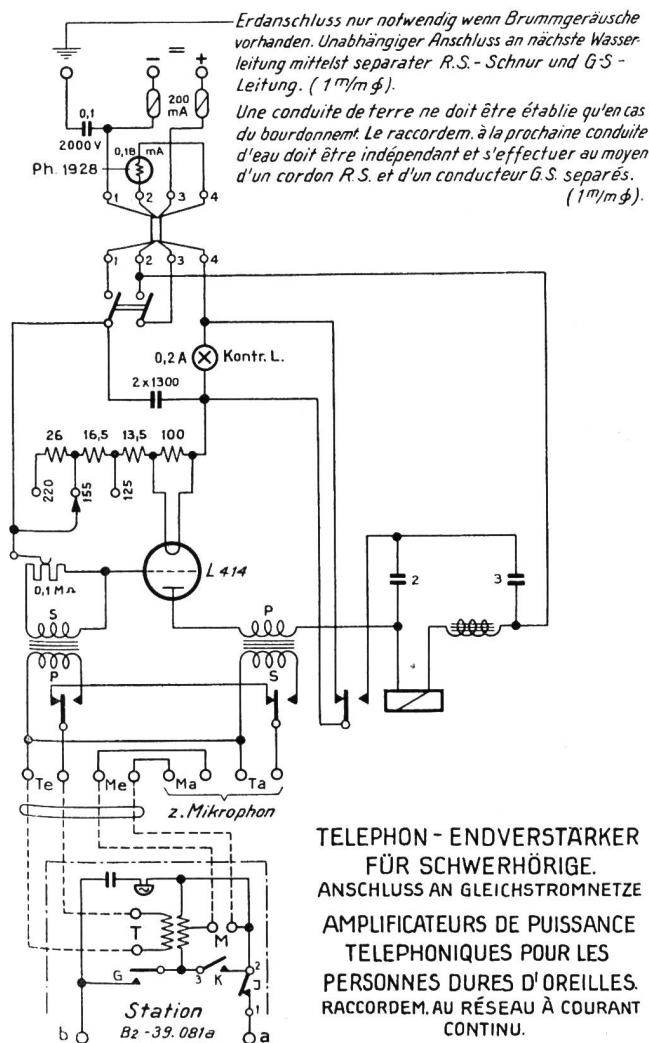 Erdanschluss nur notwendig wenn Brummgeräusche
vorhanden. Unabhängiger Anschluss an nächste Wasser-
leitung mittelst separater R.S.-Schnur und G-S-
Leitung. (1 m/m ϕ).
Une conduite de terre ne doit être établie qu'en cas
du bourdonnemt. Le raccordem. à la prochaine conduite
d'eau doit être indépendant et s'effectuer au moyen
d'un cordon R.S. et d'un conducteur G.S. separés.
(1 m/m ϕ).
- = +
200
mA
0,1
2000 V
0,18 mA
Ph. 1928
1 2 3 4
1 2 3 4
0,2 A Kontr. L.
2 x 1300
26 16,5 13,5 100
220 155 125
L 414
0,1 MΩ
2 3
S P
P S
Te Me Ma Ta
z. Mikrophon
T M
G 3 K 2 J
1
Station
B2-39.081a
b a
TELEPHON-ENDVERSTÄRKER
FÜR SCHWERHÖRIGE.
ANSCHLUSS AN GLEICHSTROMNETZE
AMPLIFICATEURS DE PUISSANCE
TELEPHONIQUES POUR LES
PERSONNES DURES D'OREILLES.
RACCORDEM. AU RÉSEAU À COURANT
CONTINU.